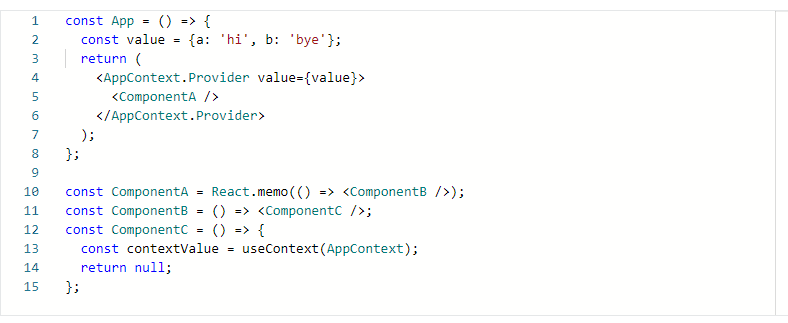 1 const App = () => {
2 const value = {a: 'hi', b: 'bye'};
3 return (
4 <AppContext.Provider value={value}>
5 <ComponentA />
6 </AppContext.Provider>
7 );
8 };
9
10 const ComponentA = React.memo(() => <ComponentB />);
11 const ComponentB = () => <ComponentC />;
12 const ComponentC = () => {
13 const contextValue = useContext(AppContext);
14 return null;
15 };